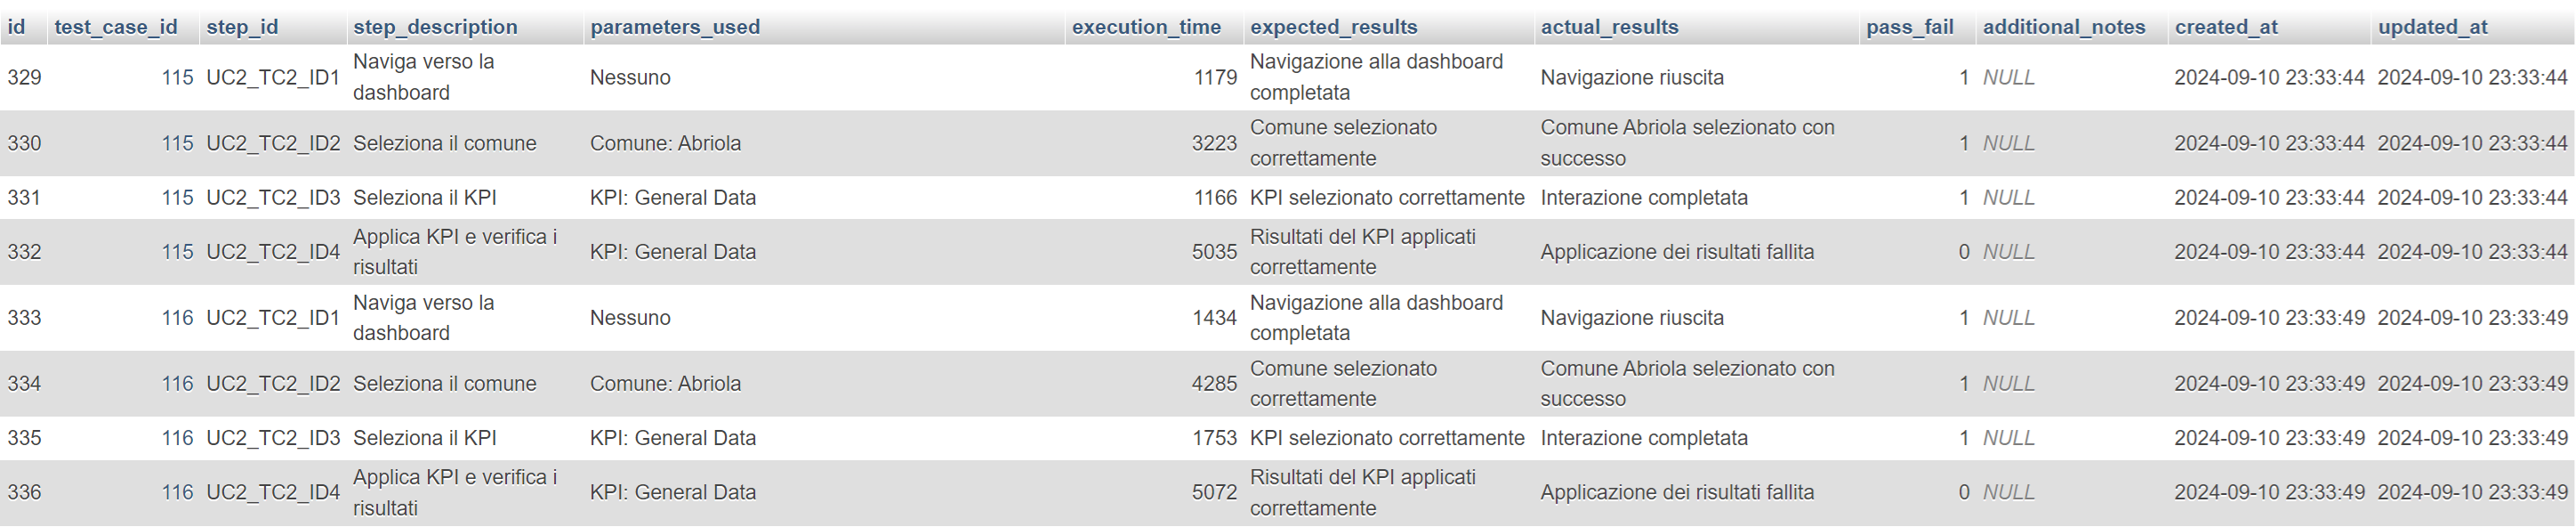 id test_case_id step_id step_description parameters_used execution_time expected_results actual_results pass_fail additional_notes created_at updated_at
329 115 UC2_TC2_ID1 Naviga verso la dashboard Nessuno 1179 Navigazione alla dashboard completata Navigazione riuscita 1 NULL 2024-09-10 23:33:44 2024-09-10 23:33:44
330 115 UC2_TC2_ID2 Seleziona il comune Comune: Abriola 3223 Comune selezionato correttamente Comune Abriola selezionato con successo 1 NULL 2024-09-10 23:33:44 2024-09-10 23:33:44
331 115 UC2_TC2_ID3 Seleziona il KPI KPI: General Data 1166 KPI selezionato correttamente Interazione completata 1 NULL 2024-09-10 23:33:44 2024-09-10 23:33:44
332 115 UC2_TC2_ID4 Applica KPI e verifica i risultati KPI: General Data 5035 Risultati del KPI applicati correttamente Applicazione dei risultati fallita 0 NULL 2024-09-10 23:33:44 2024-09-10 23:33:44
333 116 UC2_TC2_ID1 Naviga verso la dashboard Nessuno 1434 Navigazione alla dashboard completata Navigazione riuscita 1 NULL 2024-09-10 23:33:49 2024-09-10 23:33:49
334 116 UC2_TC2_ID2 Seleziona il comune Comune: Abriola 4285 Comune selezionato correttamente Comune Abriola selezionato con successo 1 NULL 2024-09-10 23:33:49 2024-09-10 23:33:49
335 116 UC2_TC2_ID3 Seleziona il KPI KPI: General Data 1753 KPI selezionato correttamente Interazione completata 1 NULL 2024-09-10 23:33:49 2024-09-10 23:33:49
336 116 UC2_TC2_ID4 Applica KPI e verifica i risultati KPI: General Data 5072 Risultati del KPI applicati correttamente Applicazione dei risultati fallita 0 NULL 2024-09-10 23:33:49 2024-09-10 23:33:49